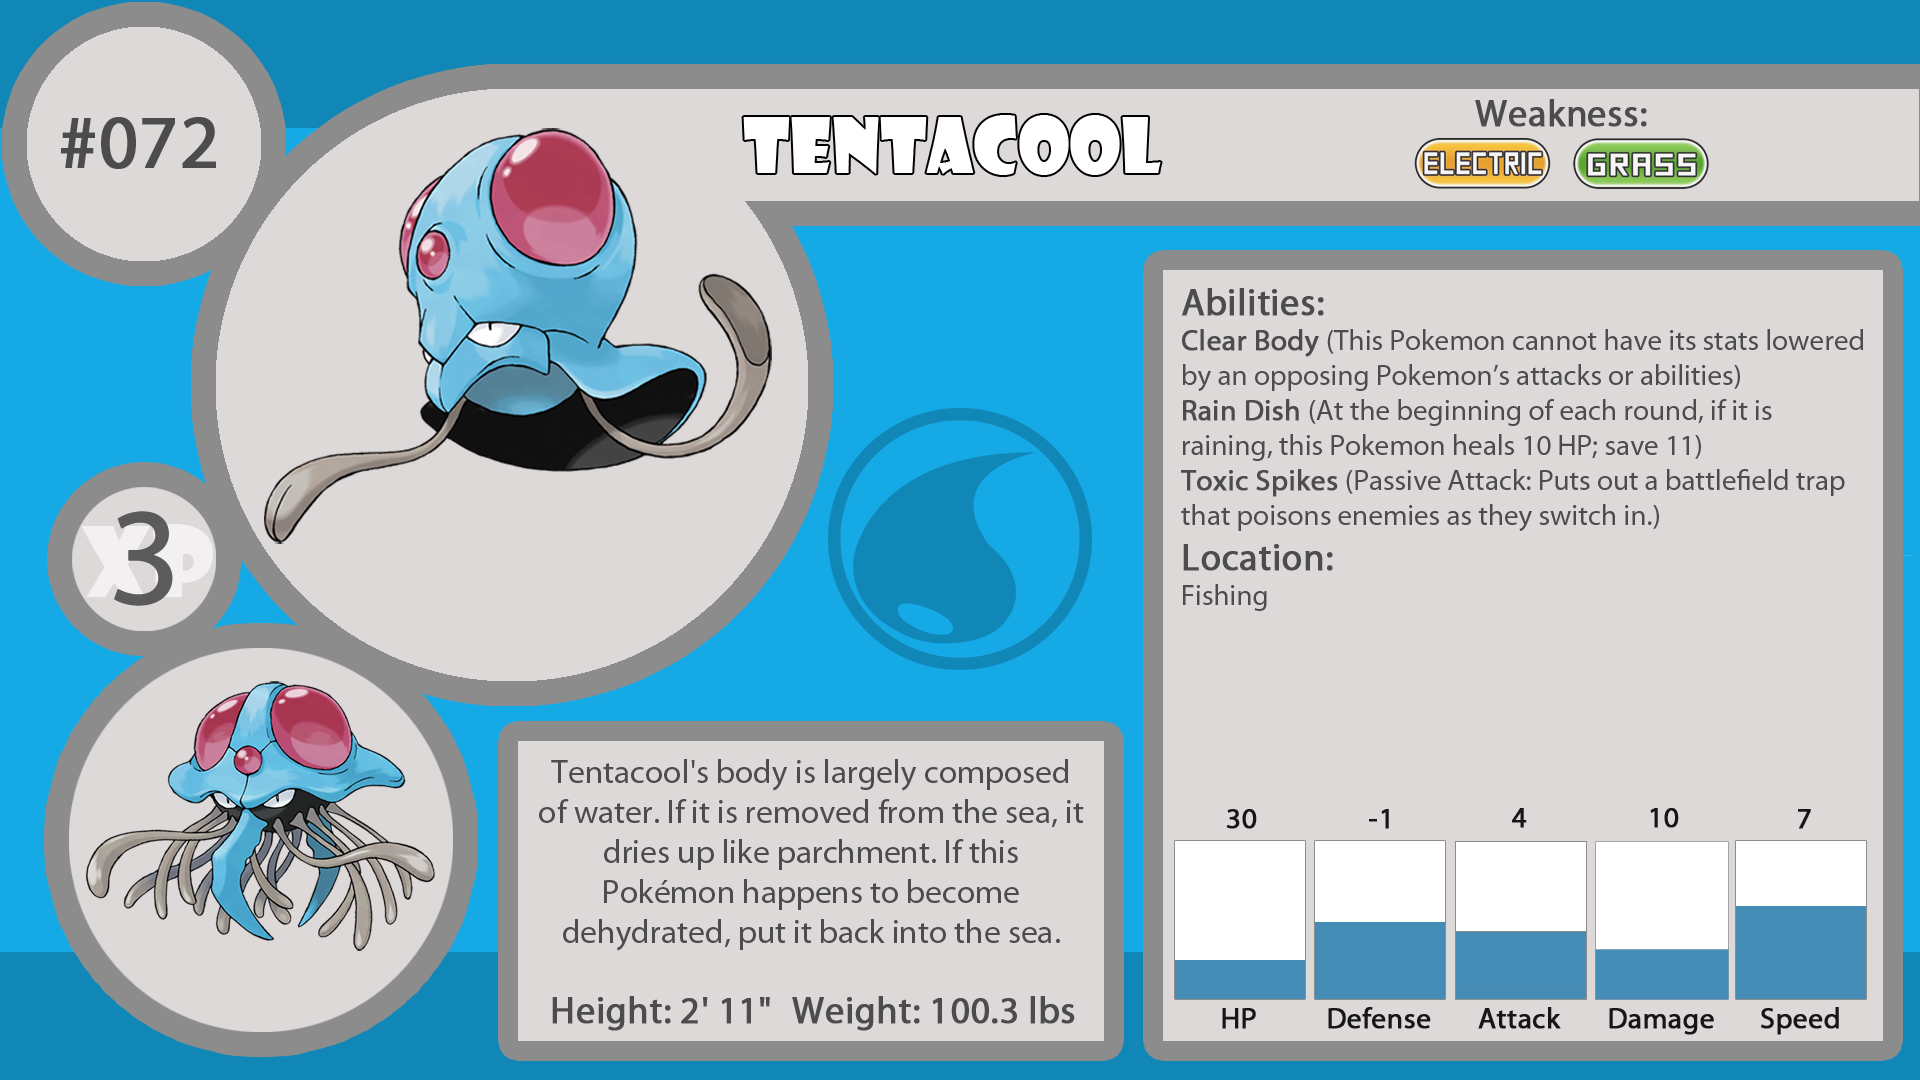 #072
TENTACOOL
Weakness:
ELECTRIC GRASS
Abilities:
Clear Body (This Pokemon cannot have its stats lowered
by an opposing Pokemon’s attacks or abilities)
Rain Dish (At the beginning of each round, if it is
raining, this Pokemon heals 10 HP; save 11)
Toxic Spikes (Passive Attack: Puts out a battlefield trap
that poisons enemies as they switch in.)
Location:
Fishing
XP
3
Tentacool's body is largely composed
of water. If it is removed from the sea, it
dries up like parchment. If this
Pokémon happens to become
dehydrated, put it back into the sea.
Height: 2' 11" Weight: 100.3 lbs
30 -1 4 10 7
HP Defense Attack Damage Speed